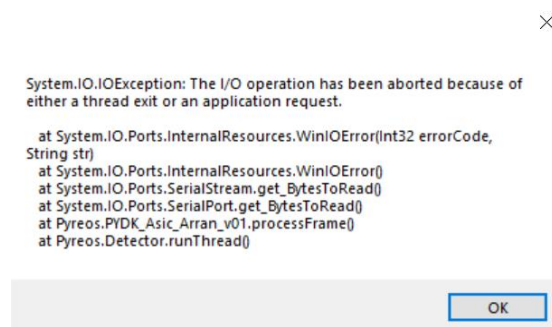 System.IO.IOException: The I/O operation has been aborted because of
either a thread exit or an application request.
at System.IO.Ports.InternalResources.WinIOError(Int32 errorCode,
String str)
at System.IO.Ports.InternalResources.WinIOError()
at System.IO.Ports.SerialStream.get_BytesToRead()
at System.IO.Ports.SerialPort.get_BytesToRead()
at Pyreos.PYDK_Asic_Arran_v01.processFrame()
at Pyreos.Detector.runThread()
OK